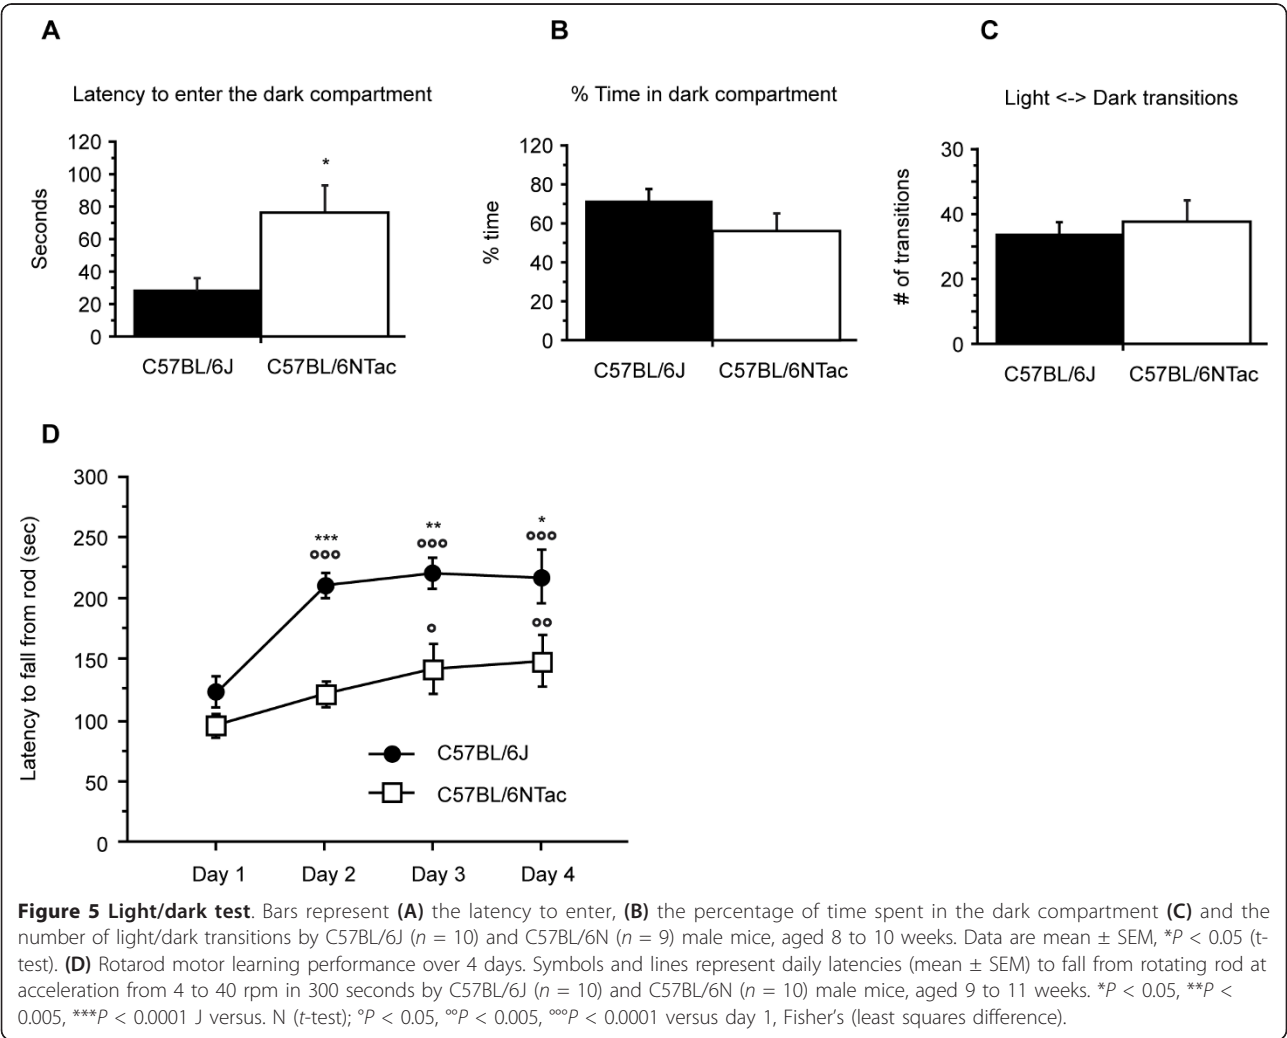 A
B
C
Latency to enter the dark compartment
% Time in dark compartment
Light <-> Dark transitions
120
100
80
60
40
20
0
Seconds
*
C57BL/6J
C57BL/6NTac
120
80
60
40
20
0
% time
C57BL/6J
C57BL/6NTac
30
40
20
0
# of transitions
C57BL/6J
C57BL/6NTac
D
300
250
200
150
100
50
0
Latency to fall from rod (sec)
***
°°°
**
°°°
*
°°°
°
°°
C57BL/6J
C57BL/6NTac
Day 1
Day 2
Day 3
Day 4
Figure 5 Light/dark test. Bars represent (A) the latency to enter, (B) the percentage of time spent in the dark compartment (C) and the
number of light/dark transitions by C57BL/6J (n = 10) and C57BL/6N (n = 9) male mice, aged 8 to 10 weeks. Data are mean ± SEM, *P < 0.05 (t-
test). (D) Rotarod motor learning performance over 4 days. Symbols and lines represent daily latencies (mean ± SEM) to fall from rotating rod at
acceleration from 4 to 40 rpm in 300 seconds by C57BL/6J (n = 10) and C57BL/6N (n = 10) male mice, aged 9 to 11 weeks. *P < 0.05, **P <
0.005, ***P < 0.0001 J versus. N (t-test); °P < 0.05, °°P < 0.005, °°°P < 0.0001 versus day 1, Fisher's (least squares difference).